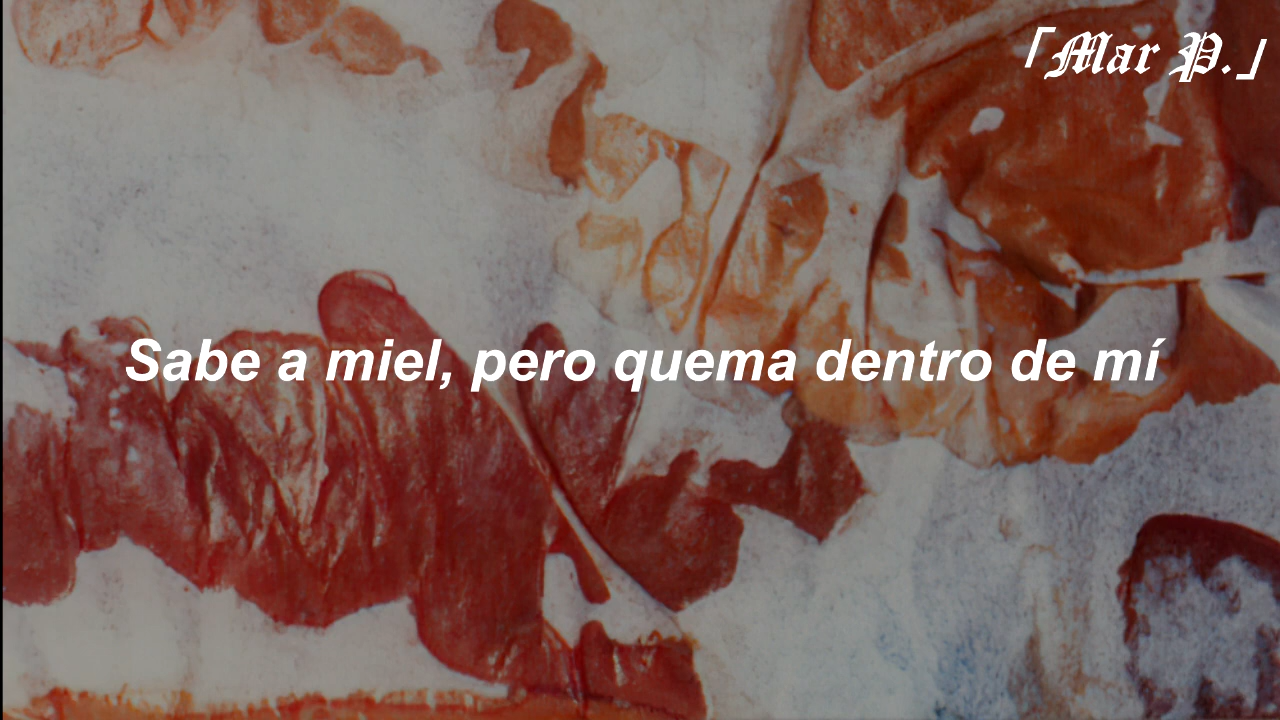 「Mar P.」
Sabe a miel, pero quema dentro de mí